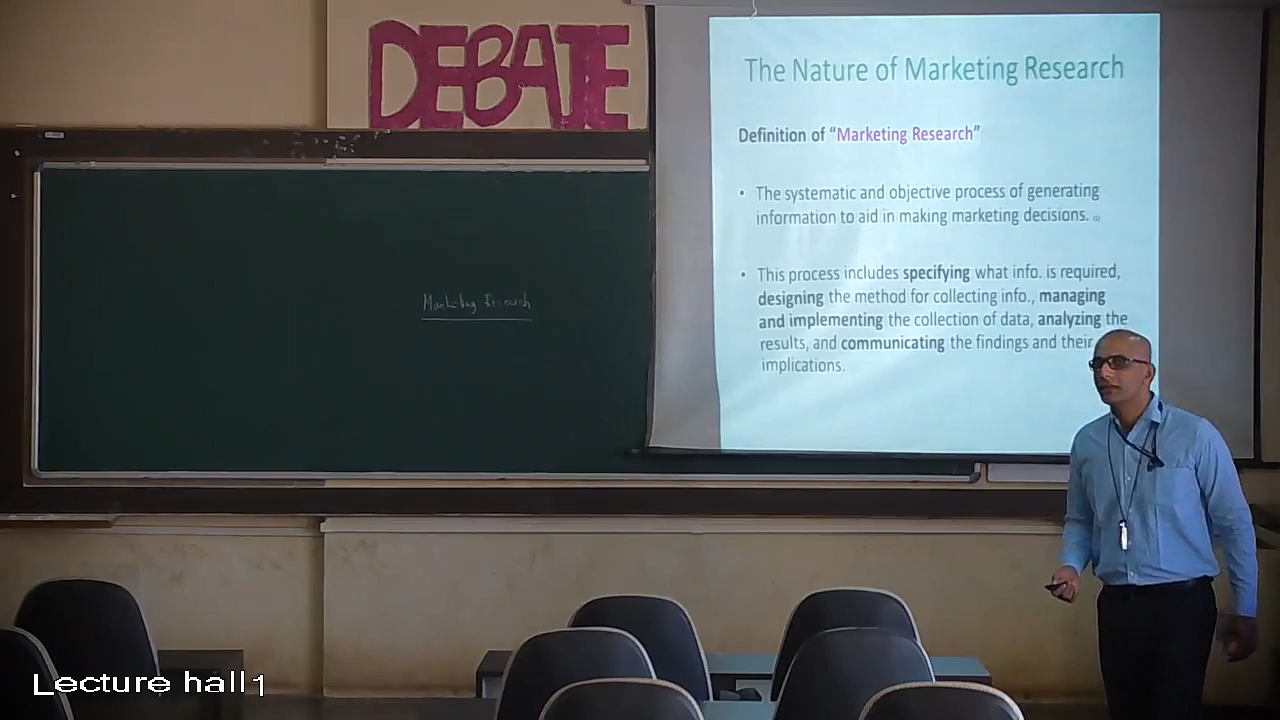 DEBATE
The Nature of Marketing Research
Definition of “Marketing Research”
• The systematic and objective process of generating
information to aid in making marketing decisions.
• This process includes specifying what info. is required,
designing the method for collecting info., managing
and implementing the collection of data, analyzing the
results, and communicating the findings and their
implications.
Marketing Research
Lecture hall 1